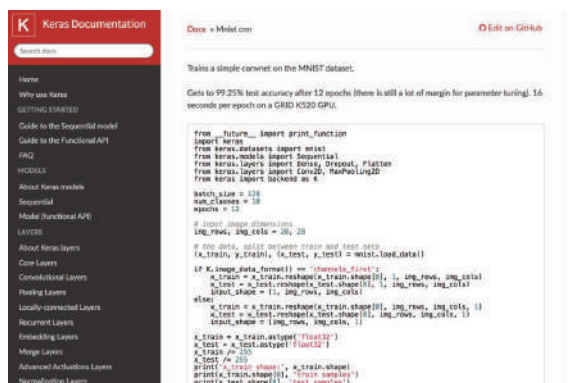 Keras Documentation
Search docs
Home
Why use Keras
GETTING STARTED
Guide to the Sequential model
Guide to the Functional API
FAQ
MODELS
About Keras models
Sequential
Model (functional API)
LAYERS
About Keras layers
Core Layers
Convolutional Layers
Pooling Layers
Locally-connected Layers
Recurrent Layers
Embedding Layers
Merge Layers
Advanced Activations Layers
Normalization Layers
Docs » Mnist cnn
Edit on GitHub
Trains a simple convnet on the MNIST dataset.
Gets to 99.25% test accuracy after 12 epochs (there is still a lot of margin for parameter tuning). 16
seconds per epoch on a GRID K520 GPU.
from __future__ import print_function
import keras
from keras.datasets import mnist
from keras.models import Sequential
from keras.layers import Dense, Dropout, Flatten
from keras.layers import Conv2D, MaxPooling2D
from keras import backend as K
batch_size = 128
num_classes = 10
epochs = 12
# input image dimensions
img_rows, img_cols = 28, 28
# the data, split between train and test sets
(x_train, y_train), (x_test, y_test) = mnist.load_data()
if K.image_data_format() == 'channels_first':
x_train = x_train.reshape(x_train.shape[0], 1, img_rows, img_cols)
x_test = x_test.reshape(x_test.shape[0], 1, img_rows, img_cols)
input_shape = (1, img_rows, img_cols)
else:
x_train = x_train.reshape(x_train.shape[0], img_rows, img_cols, 1)
x_test = x_test.reshape(x_test.shape[0], img_rows, img_cols, 1)
input_shape = (img_rows, img_cols, 1)
x_train = x_train.astype('float32')
x_test = x_test.astype('float32')
x_train /= 255
x_test /= 255
print('x_train shape:', x_train.shape)
print(x_train.shape[0], 'train samples')
print(x_test.shape[0], 'test samples')